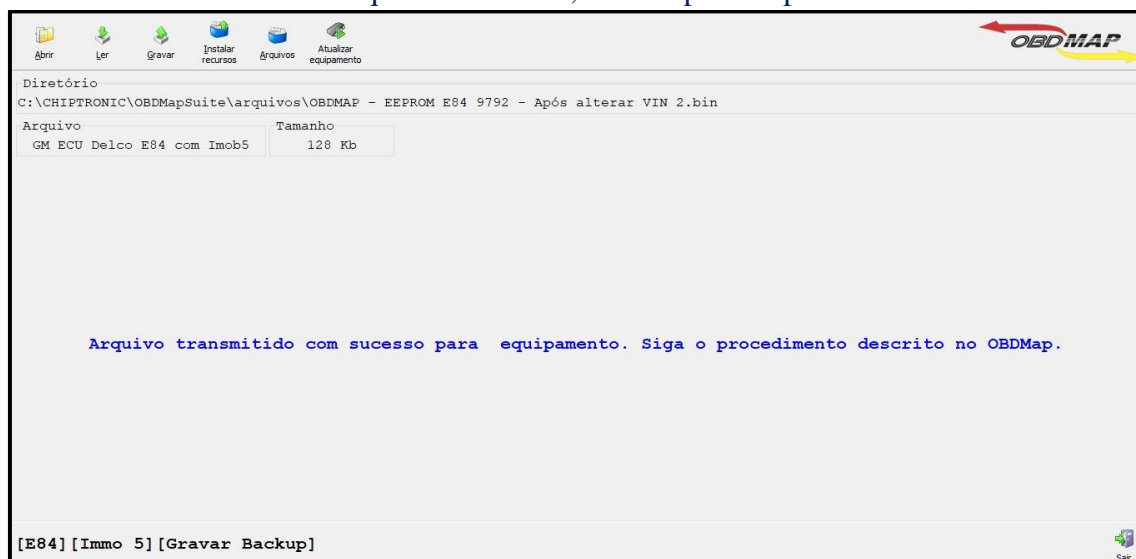 Abrir Ler Gravar Instalar recursos Arquivos Atualizar equipamento
OBDMAP
Diretório
C:\CHIPTRONIC\OBDMapSuite\arquivos\OBDMAP - EEPROM E84 9792 - Após alterar VIN 2.bin
Arquivo Tamanho
GM ECU Delco E84 com Imob5 128 Kb
Arquivo transmitido com sucesso para equipamento. Siga o procedimento descrito no OBDMap.
[E84][Immo 5][Gravar Backup]
Sair